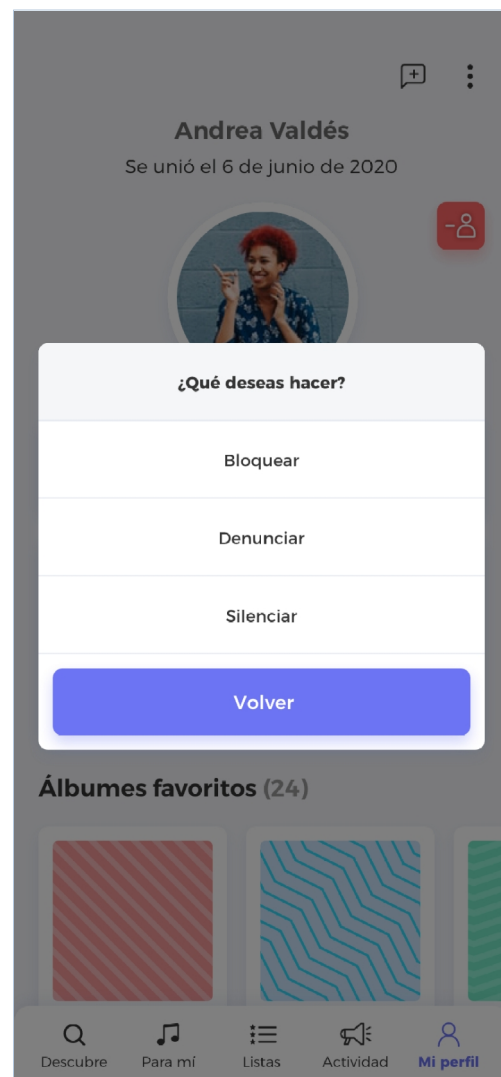 Andrea Valdés
Se unió el 6 de junio de 2020
¿Qué deseas hacer?
Bloquear
Denunciar
Silenciar
Volver
Álbumes favoritos (24)
Descubre Para mí Listas Actividad Mi perfil